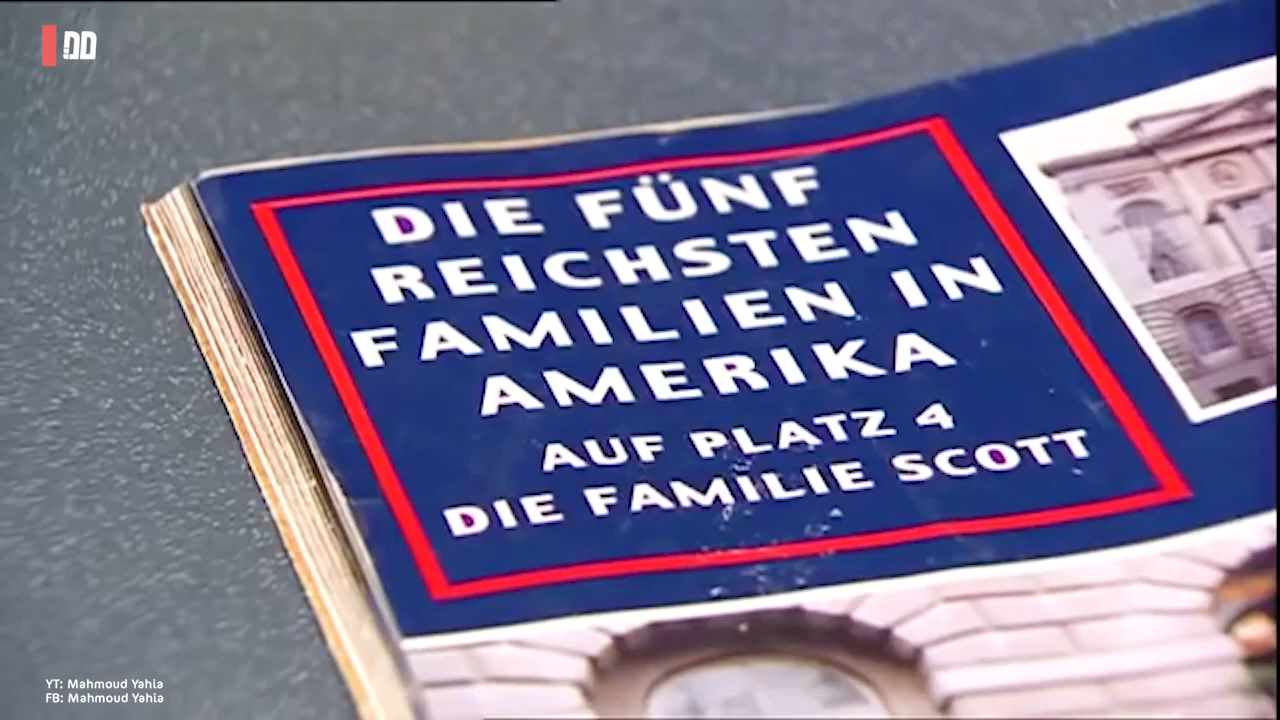 DD
DIE FÜNF
REICHSTEN
FAMILIEN IN
AMERIKA
AUF PLATZ 4
DIE FAMILIE SCOTT
YT: Mahmoud Yahia
FB: Mahmoud Yahia